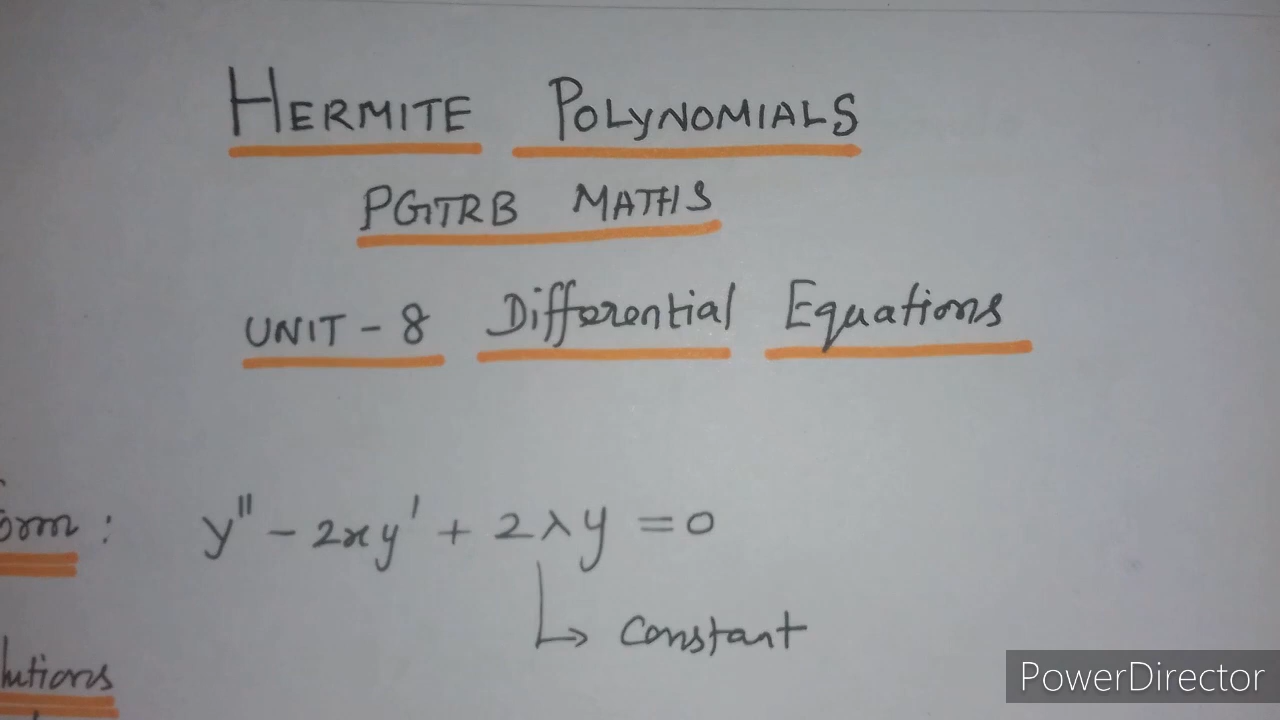 HERMITE POLYNOMIALS
PGTRB MATHS
UNIT - 8 Differential Equations
y'' - 2xy' + 2λy = 0
↳ constant
PowerDirector